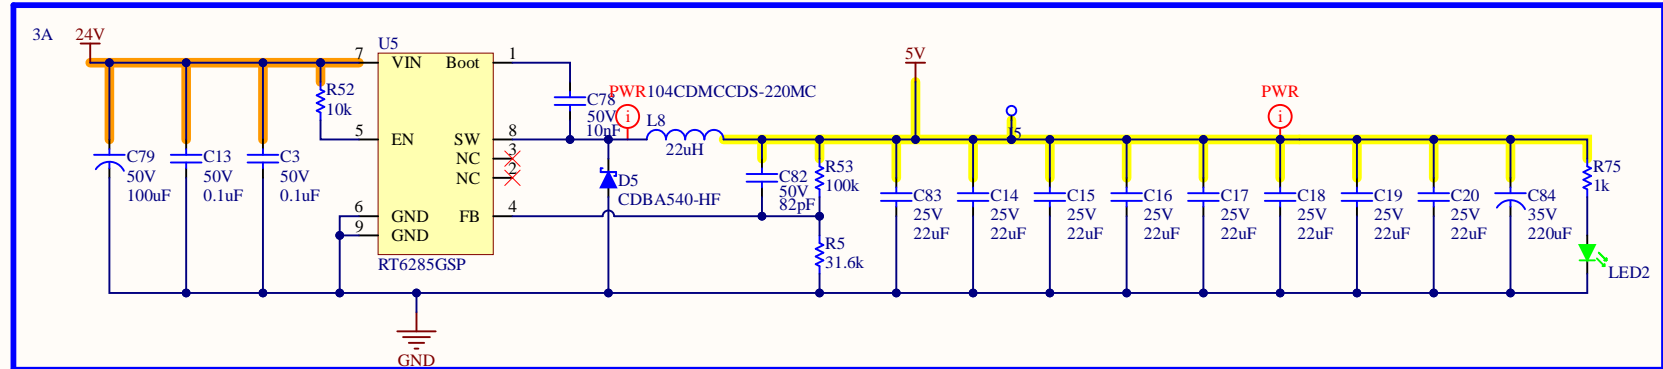 3A
24V
U5
7
VIN
Boot
1
R52
10k
5
EN
SW
8
NC
3
NC
2
6
GND
9
GND
FB
4
RT6285GSP
C79
50V
100uF
C13
50V
0.1uF
C3
50V
0.1uF
GND
C78
50V
10nF
PWR
i
104CDMCCDS-220MC
L8
22uH
D5
CDBA540-HF
C82
50V
82pF
R53
100k
R5
31.6k
5V
PWR
i
C83
25V
22uF
C14
25V
22uF
C15
25V
22uF
C16
25V
22uF
C17
25V
22uF
C18
25V
22uF
C19
25V
22uF
C20
25V
22uF
C84
35V
220uF
R75
1k
LED2